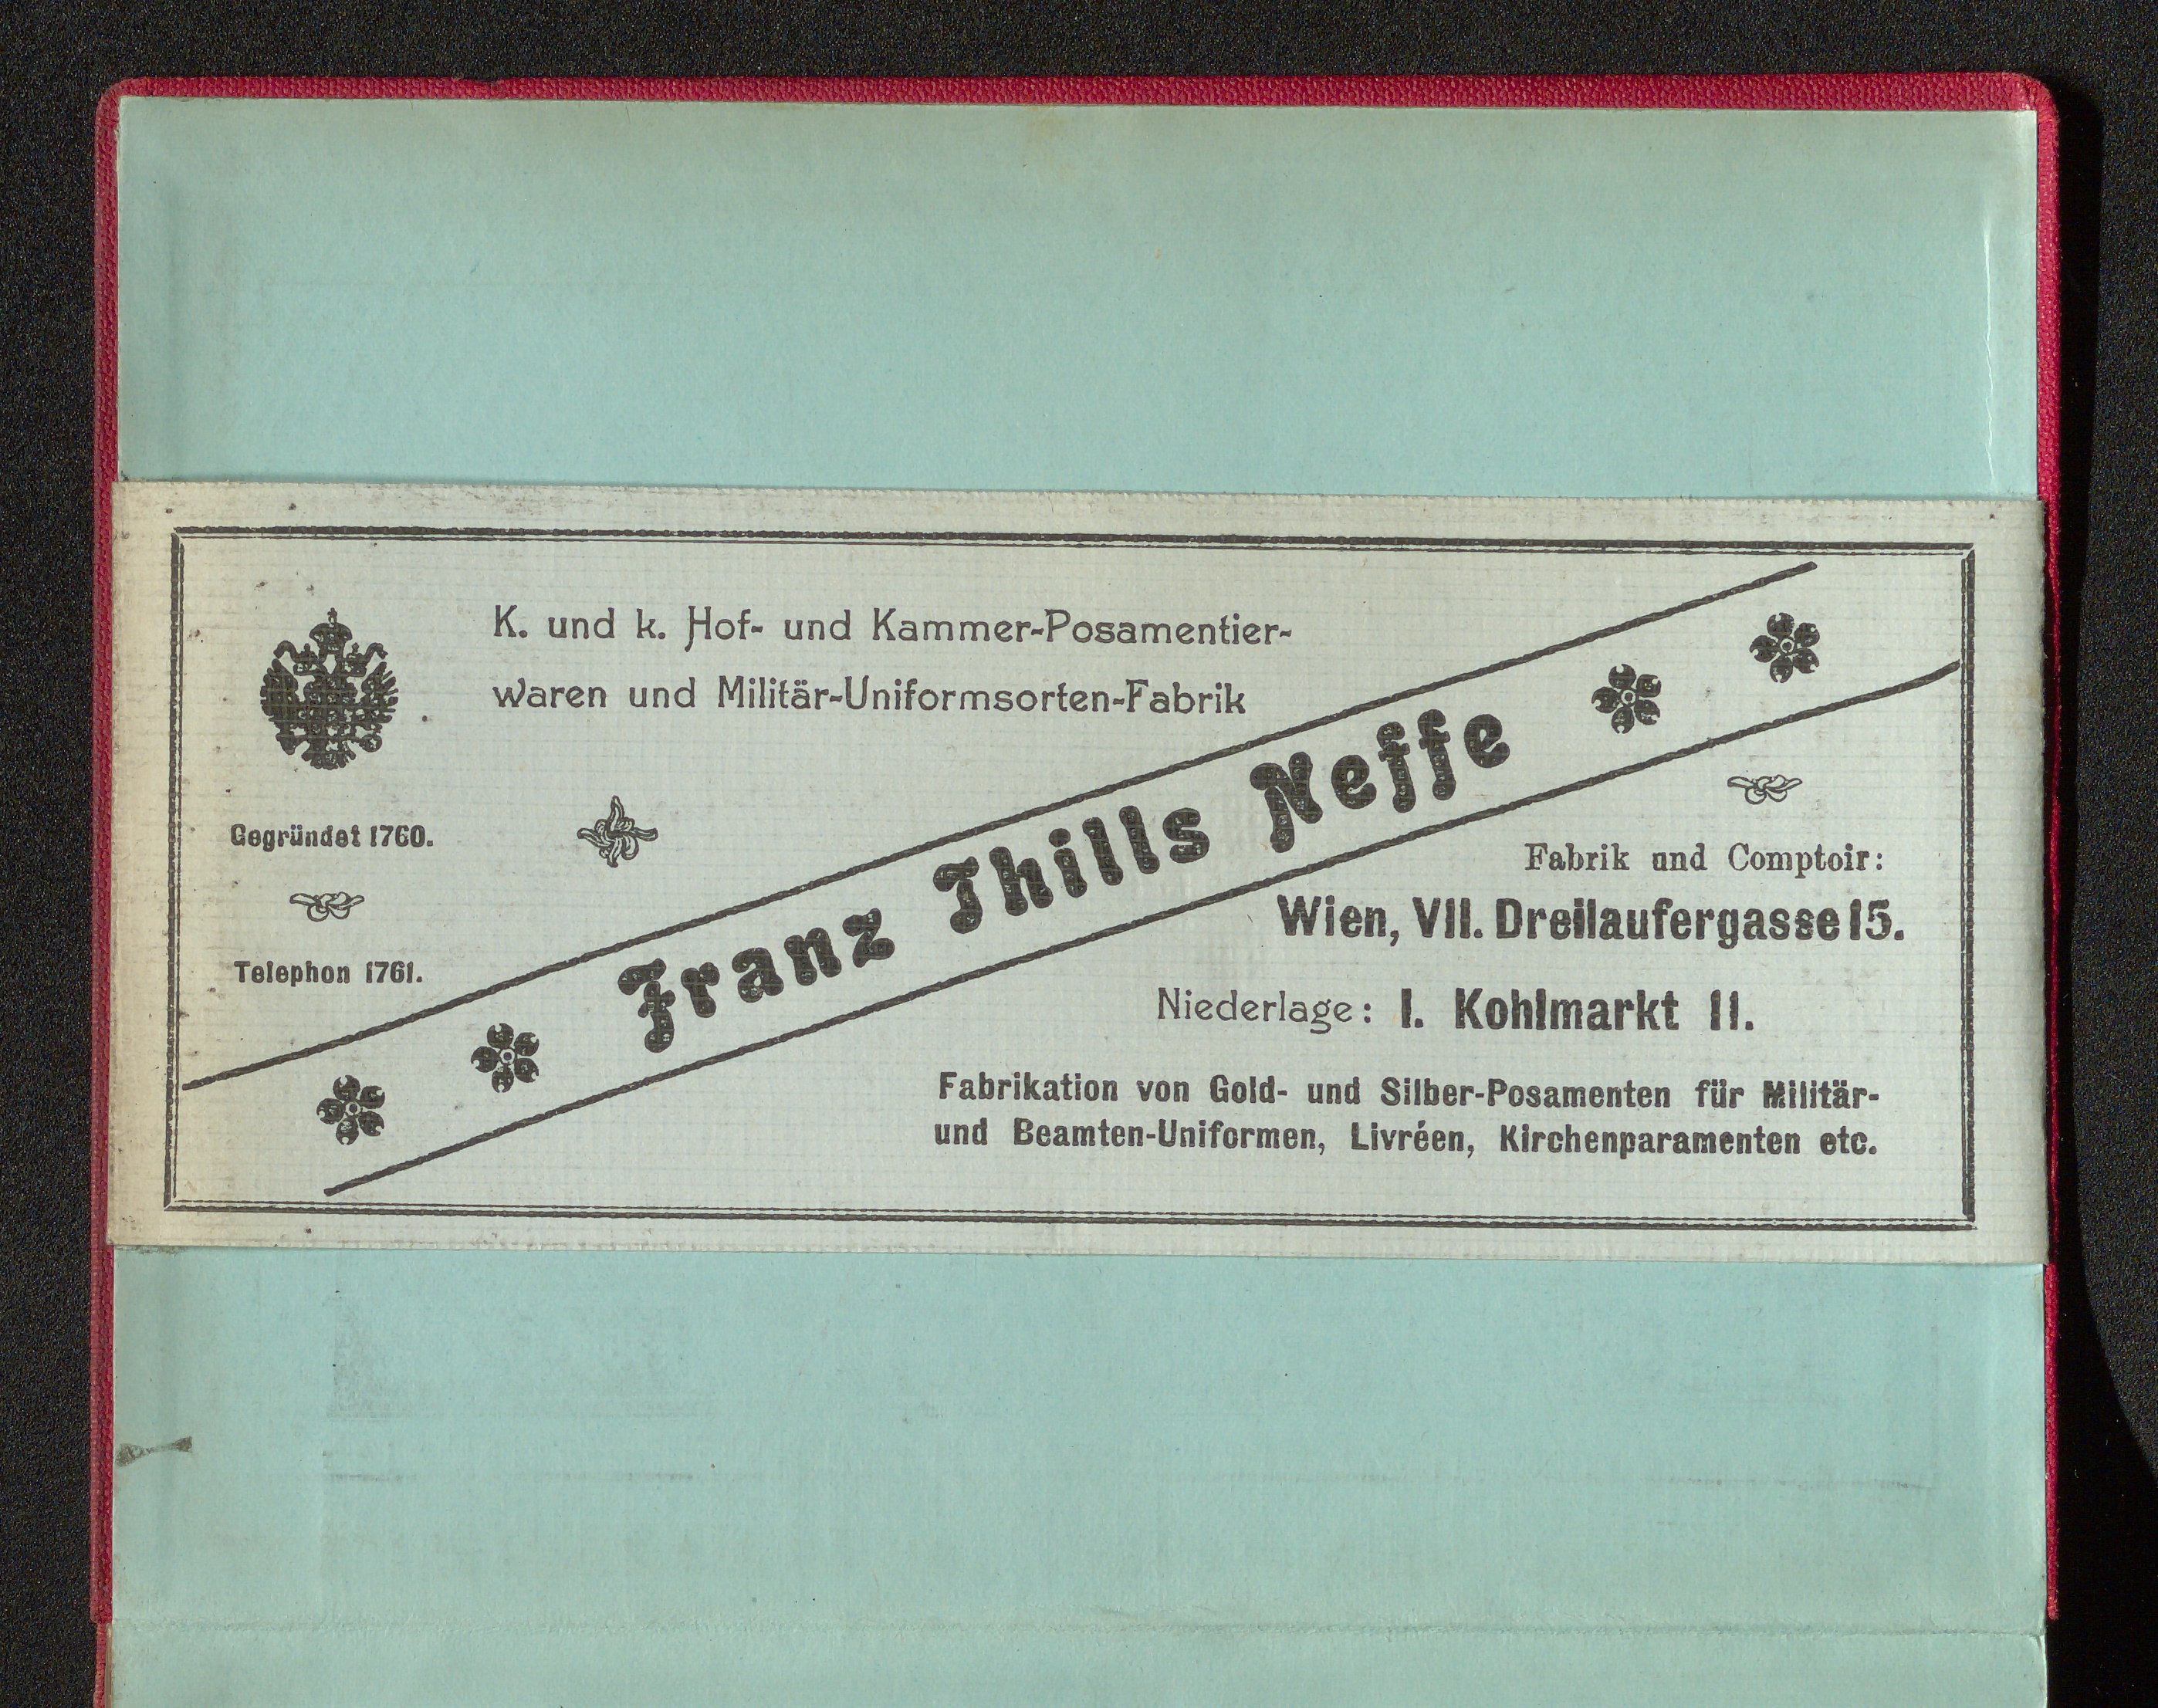 K. und k. Hof- und Kammer-Posamentier-
waren und Militär-Uniformsorten-Fabrik
Gegründet 1760.
Telephon 1761.
Franz Thills Neffe
Fabrik und Comptoir:
Wien, VII. Dreilaufergasse 15.
Niederlage: I. Kohlmarkt 11.
Fabrikation von Gold- und Silber-Posamenten für Militär-
und Beamten-Uniformen, Livréen, Kirchenparamenten etc.